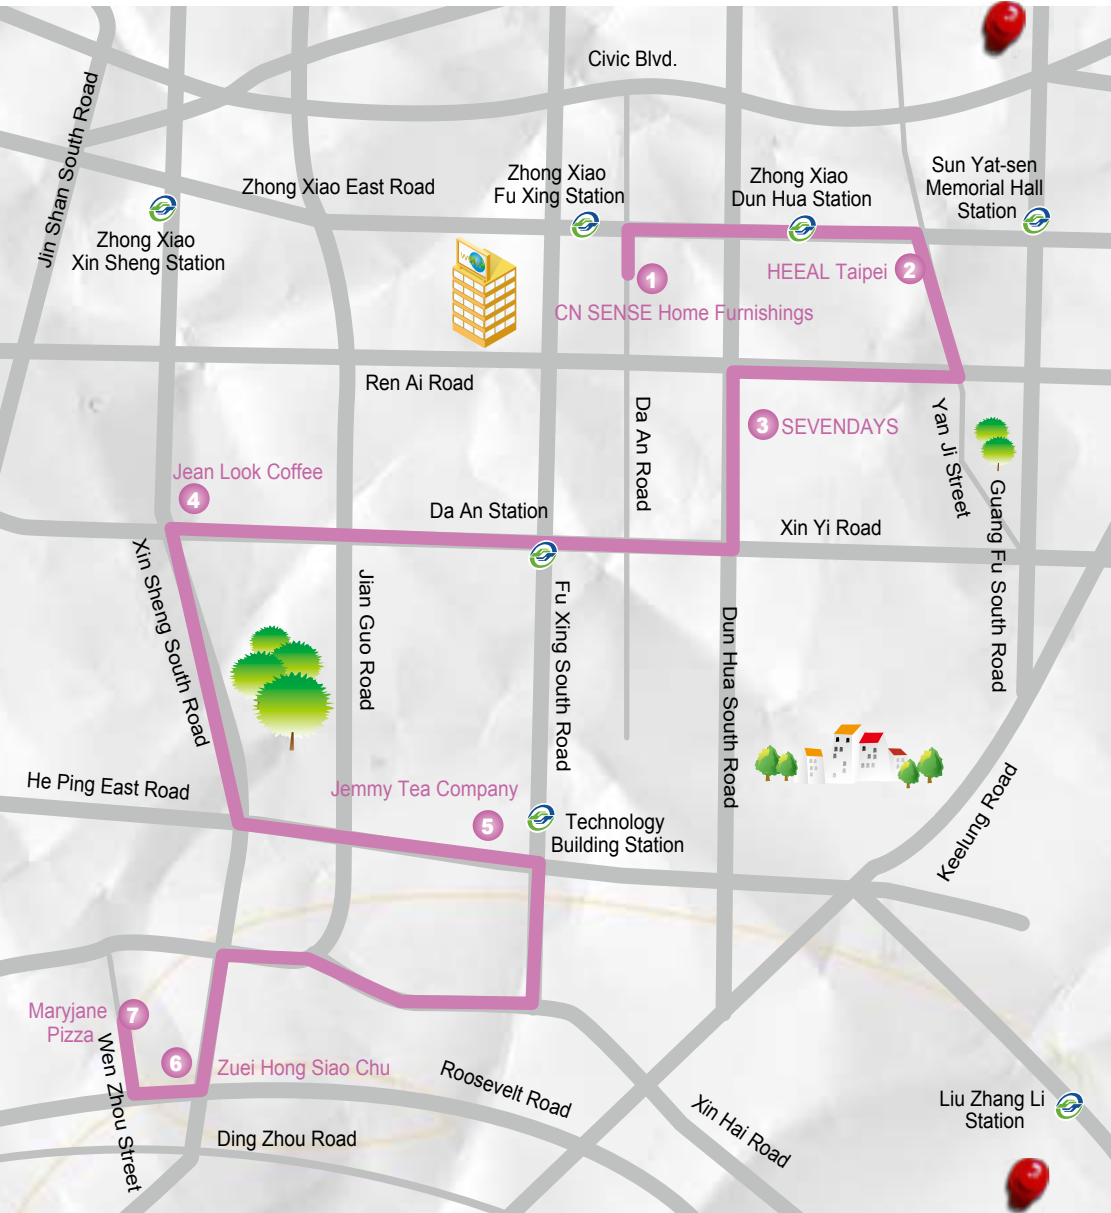 Civic Blvd.
Jin Shan South Road
Zhong Xiao East Road
Zhong Xiao
Fu Xing Station
Zhong Xiao
Dun Hua Station
Sun Yat-sen
Memorial Hall
Station
Zhong Xiao
Xin Sheng Station
1
CN SENSE Home Furnishings
HEEAL Taipei
2
Ren Ai Road
Da An Road
3
SEVENDAYS
Yan Ji Street
Guang Fu South Road
Jean Look Coffee
4
Da An Station
Xin Yi Road
Xin Sheng South Road
Jian Guo Road
Fu Xing South Road
Dun Hua South Road
He Ping East Road
Jemmy Tea Company
5
Technology
Building Station
Keelung Road
Maryjane
Pizza
7
Wen Zhou Street
6
Zuei Hong Siao Chu
Roosevelt Road
Xin Hai Road
Liu Zhang Li
Station
Ding Zhou Road